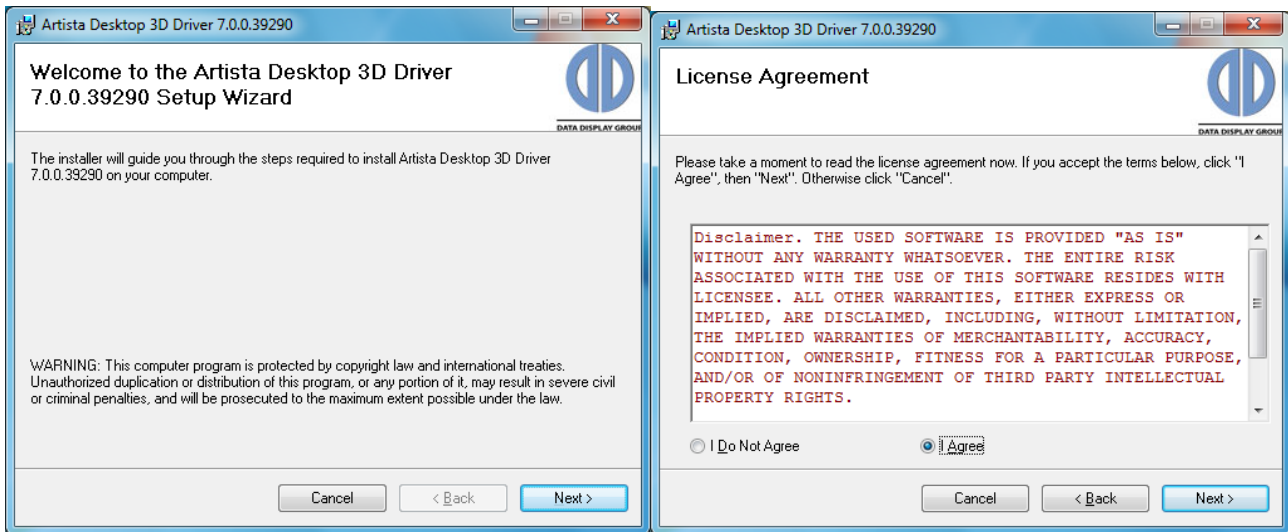 Artista Desktop 3D Driver 7.0.0.39290
Welcome to the Artista Desktop 3D Driver
7.0.0.39290 Setup Wizard
DATA DISPLAY GROUP
The installer will guide you through the steps required to install Artista Desktop 3D Driver
7.0.0.39290 on your computer.
WARNING: This computer program is protected by copyright law and international treaties.
Unauthorized duplication or distribution of this program, or any portion of it, may result in severe civil
or criminal penalties, and will be prosecuted to the maximum extent possible under the law.
Cancel
< Back
Next >
Artista Desktop 3D Driver 7.0.0.39290
License Agreement
DATA DISPLAY GROUP
Please take a moment to read the license agreement now. If you accept the terms below, click "I
Agree", then "Next". Otherwise click "Cancel".
Disclaimer. THE USED SOFTWARE IS PROVIDED "AS IS"
WITHOUT ANY WARRANTY WHATSOEVER. THE ENTIRE RISK
ASSOCIATED WITH THE USE OF THIS SOFTWARE RESIDES WITH
LICENSEE. ALL OTHER WARRANTIES, EITHER EXPRESS OR
IMPLIED, ARE DISCLAIMED, INCLUDING, WITHOUT LIMITATION,
THE IMPLIED WARRANTIES OF MERCHANTABILITY, ACCURACY,
CONDITION, OWNERSHIP, FITNESS FOR A PARTICULAR PURPOSE,
AND/OR OF NONINFRINGEMENT OF THIRD PARTY INTELLECTUAL
PROPERTY RIGHTS.
I Do Not Agree
I Agree
Cancel
< Back
Next >